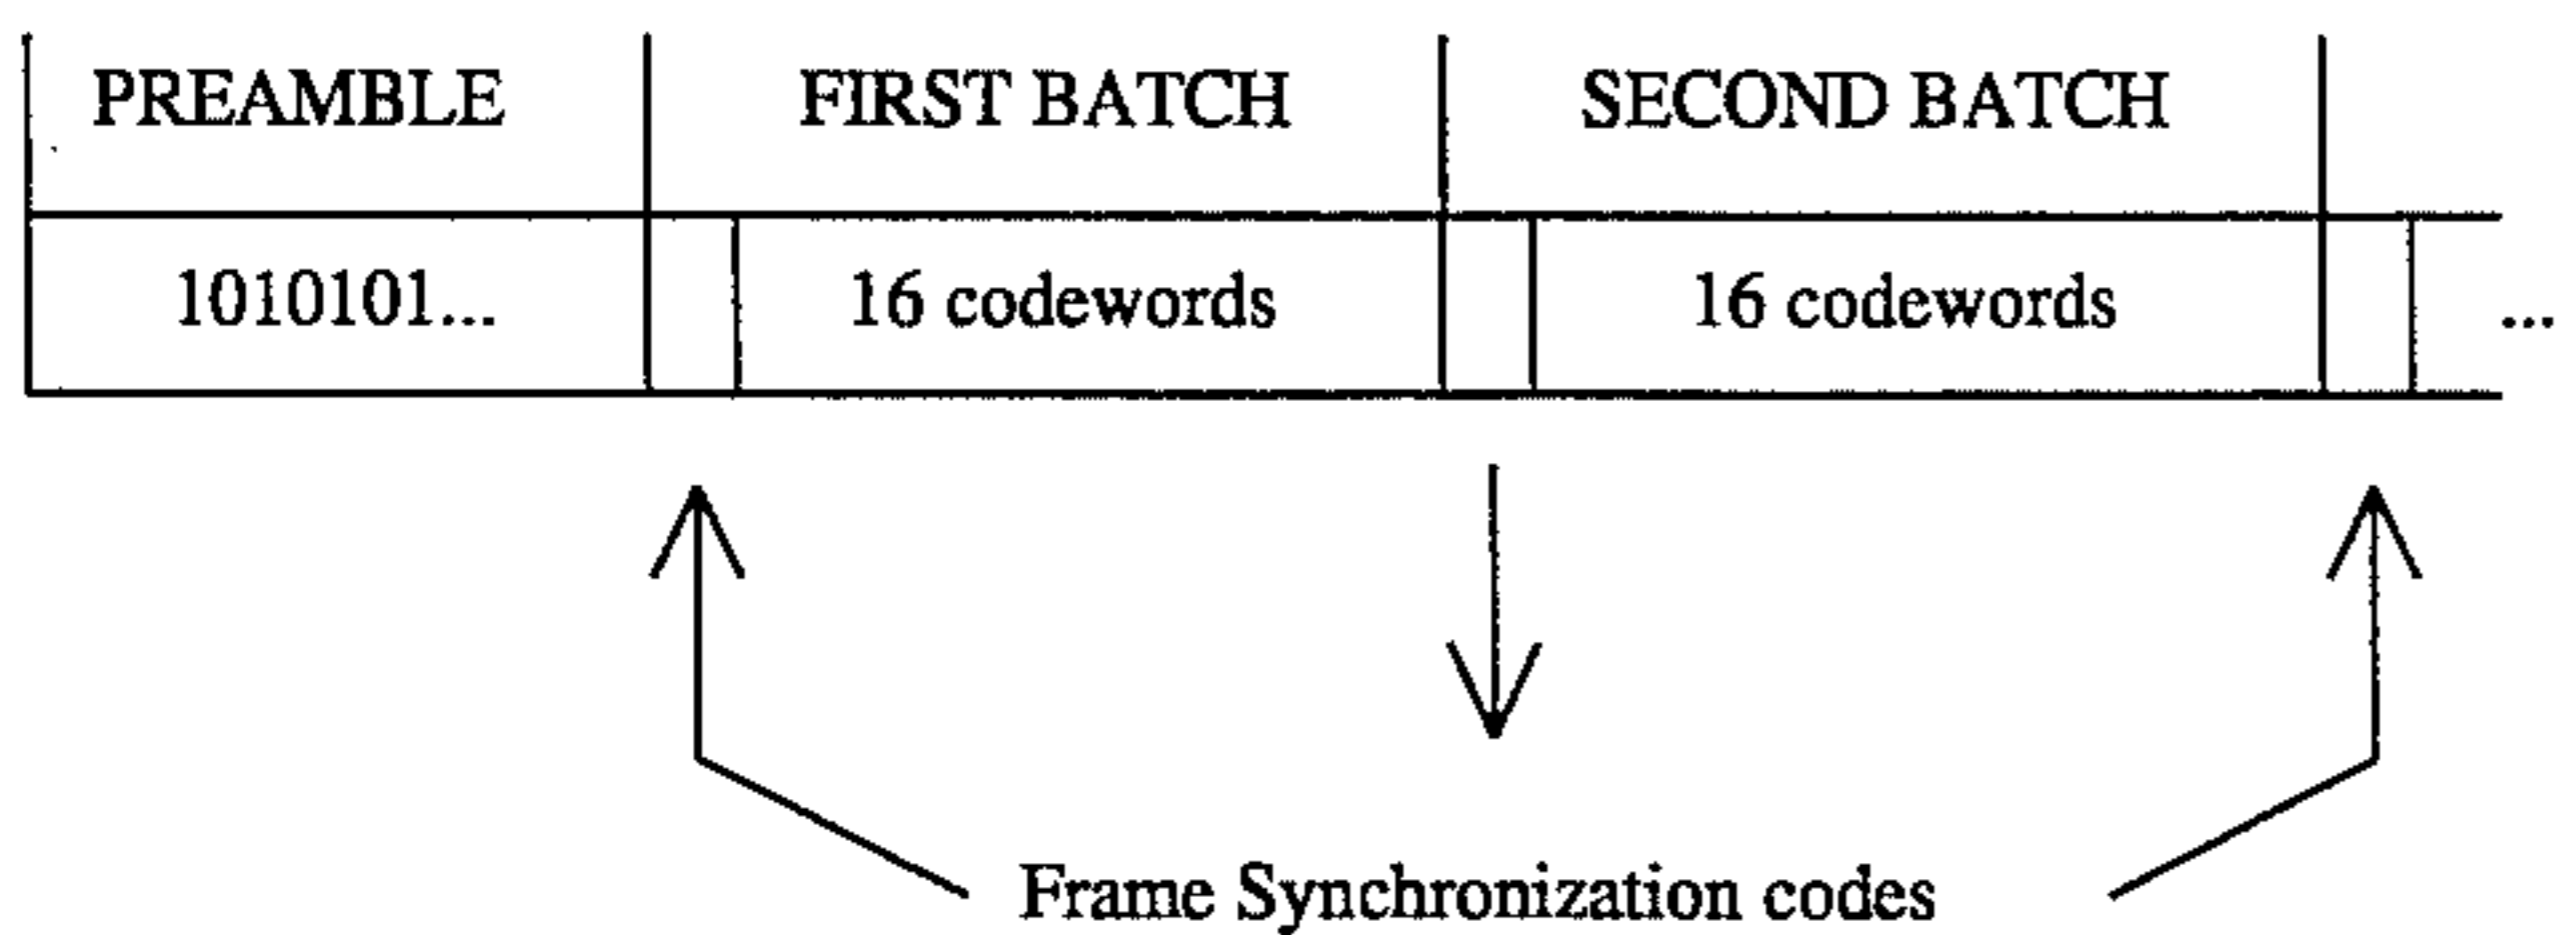 PREAMBLE FIRST BATCH SECOND BATCH
1010101... 16 codewords 16 codewords ...
Frame Synchronization codes